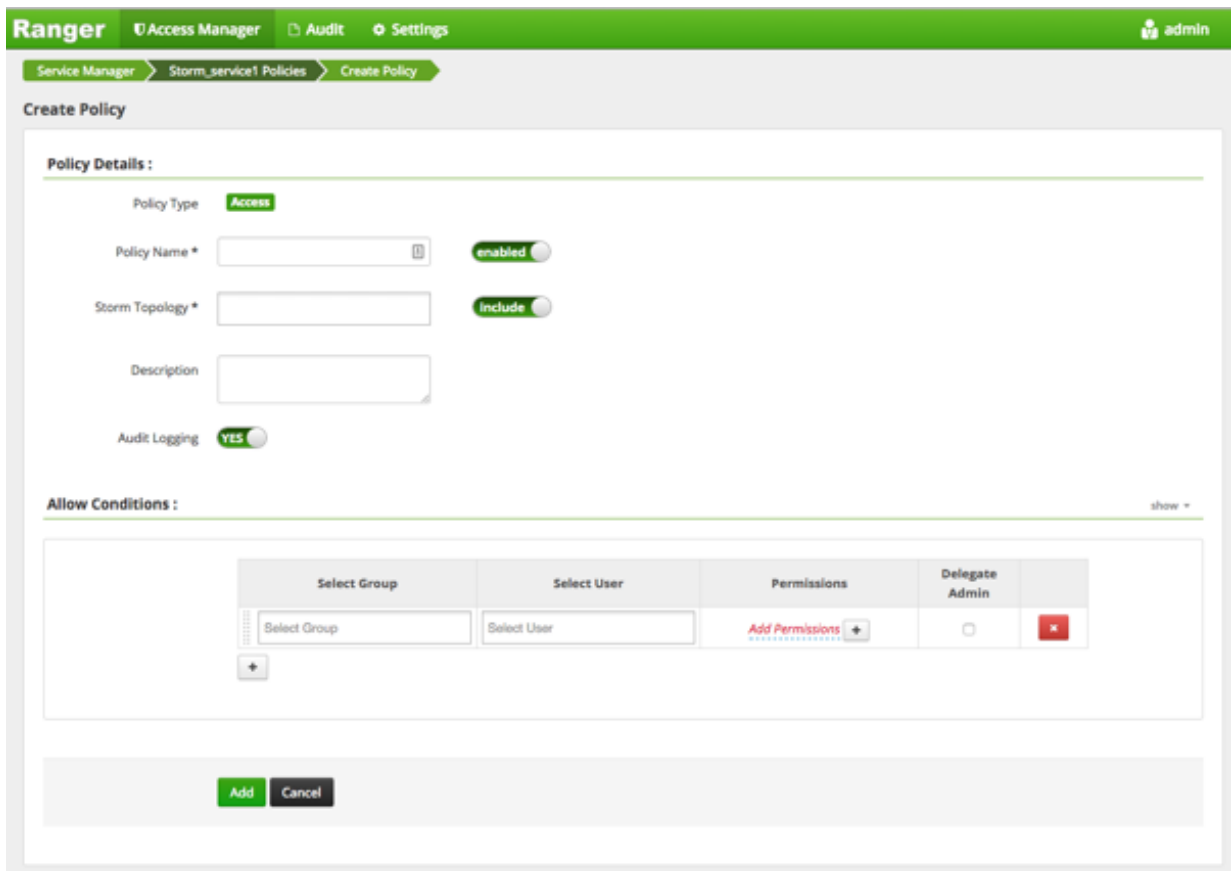 Ranger Access Manager Audit Settings admin
Service Manager Storm_service1 Policies Create Policy
Create Policy
Policy Details :
Policy Type Access
Policy Name * enabled
Storm Topology * Include
Description
Audit Logging YES
Allow Conditions : show
Select Group Select User Permissions Delegate Admin
Select Group Select User Add Permissions +
+
Add Cancel